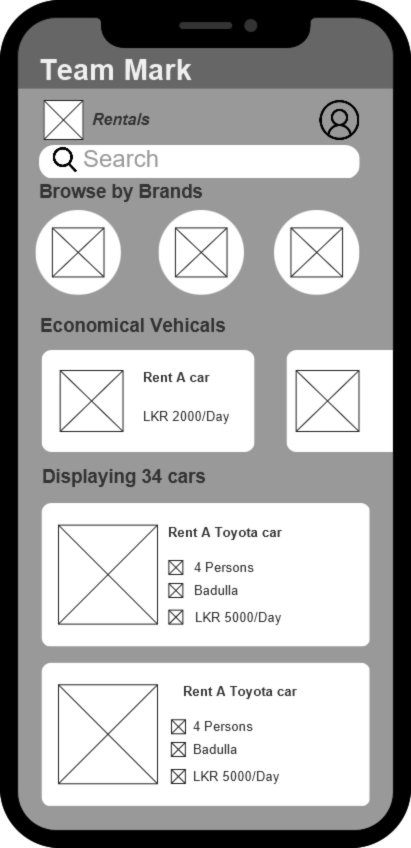 Team Mark
Rentals
Search
Browse by Brands
Economical Vehicals
Rent A car
LKR 2000/Day
Displaying 34 cars
Rent A Toyota car
4 Persons
Badulla
LKR 5000/Day
Rent A Toyota car
4 Persons
Badulla
LKR 5000/Day